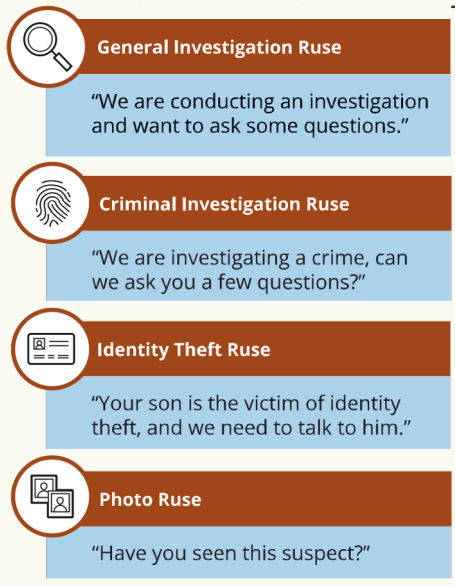 General Investigation Ruse
“We are conducting an investigation
and want to ask some questions.”
Criminal Investigation Ruse
“We are investigating a crime, can
we ask you a few questions?”
Identity Theft Ruse
“Your son is the victim of identity
theft, and we need to talk to him.”
Photo Ruse
“Have you seen this suspect?”